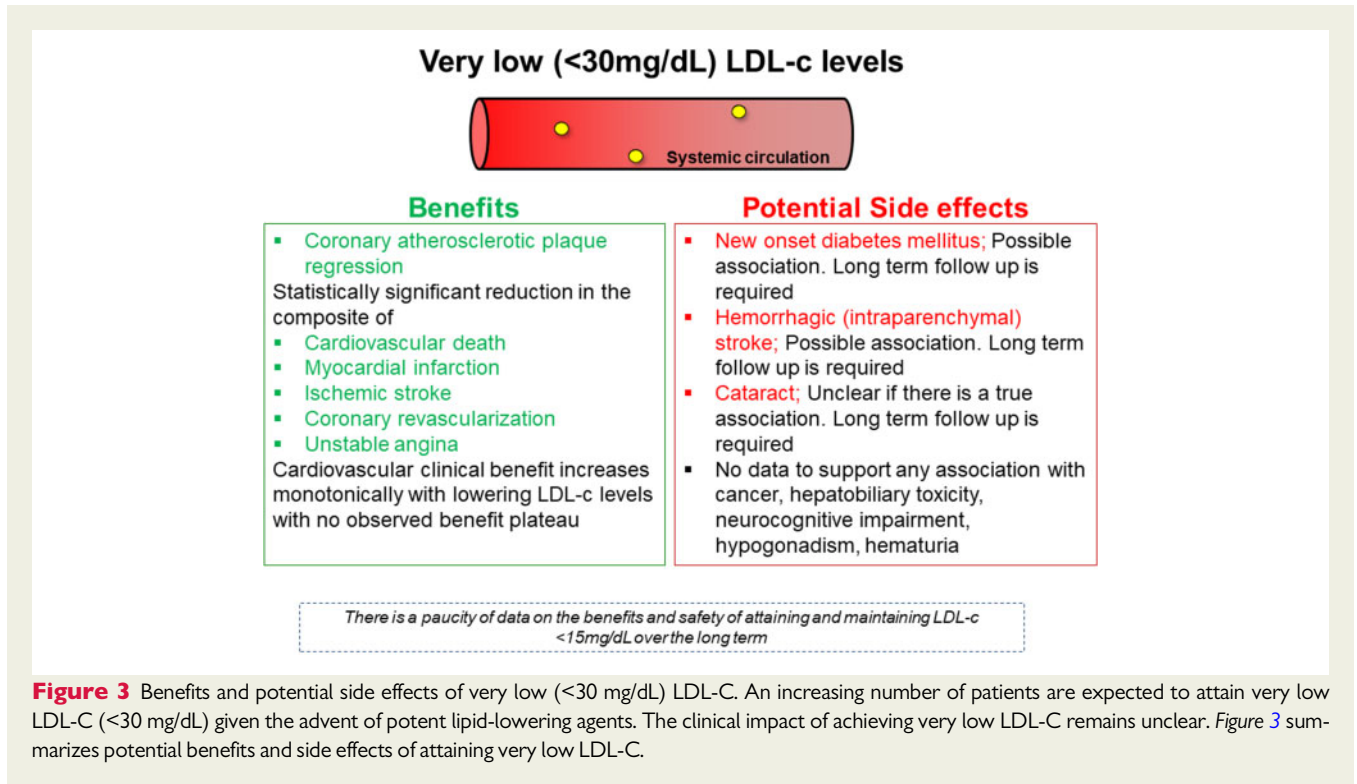 Very low (<30mg/dL) LDL-c levels
Systemic circulation
Benefits
▪ Coronary atherosclerotic plaque
regression
Statistically significant reduction in the
composite of
▪ Cardiovascular death
▪ Myocardial infarction
▪ Ischemic stroke
▪ Coronary revascularization
▪ Unstable angina
Cardiovascular clinical benefit increases
monotonically with lowering LDL-c levels
with no observed benefit plateau
Potential Side effects
▪ New onset diabetes mellitus; Possible
association. Long term follow up is
required
▪ Hemorrhagic (intraparenchymal)
stroke; Possible association. Long term
follow up is required
▪ Cataract; Unclear if there is a true
association. Long term follow up is
required
▪ No data to support any association with
cancer, hepatobiliary toxicity,
neurocognitive impairment,
hypogonadism, hematuria
There is a paucity of data on the benefits and safety of attaining and maintaining LDL-c
<15mg/dL over the long term
Figure 3 Benefits and potential side effects of very low (<30 mg/dL) LDL-C. An increasing number of patients are expected to attain very low
LDL-C (<30 mg/dL) given the advent of potent lipid-lowering agents. The clinical impact of achieving very low LDL-C remains unclear. Figure 3 sum-
marizes potential benefits and side effects of attaining very low LDL-C.